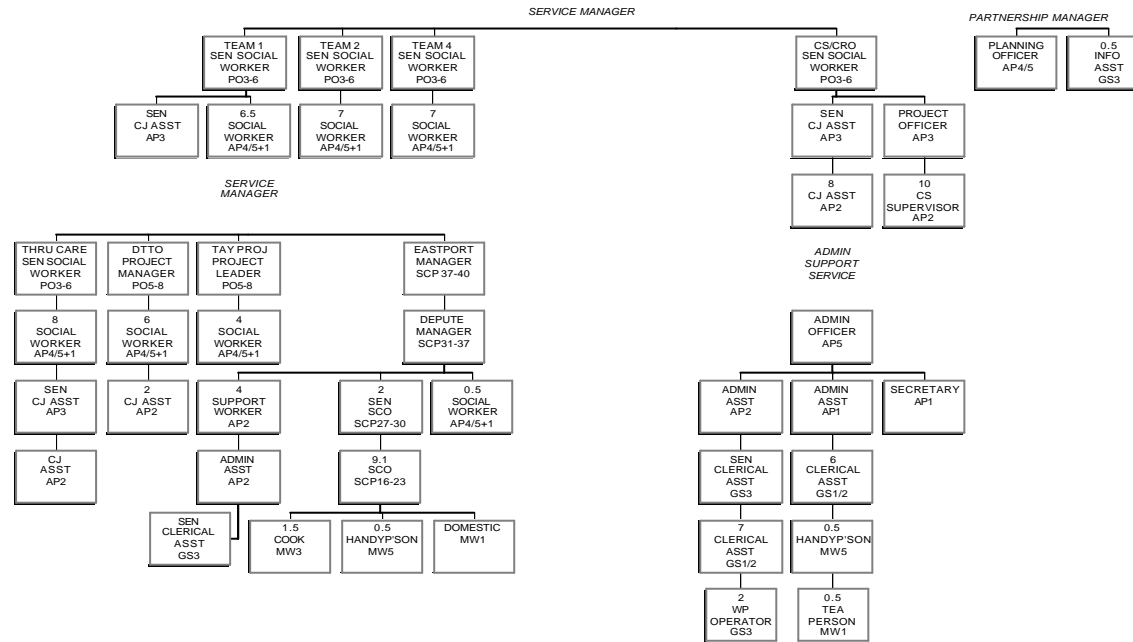 SERVICE MANAGER
PARTNERSHIP MANAGER
TEAM 1
SEN SOCIAL
WORKER
PO3-6
TEAM 2
SEN SOCIAL
WORKER
PO3-6
TEAM 4
SEN SOCIAL
WORKER
PO3-6
CS/CRO
SEN SOCIAL
WORKER
PO3-6
PLANNING
OFFICER
AP4/5
0.5
INFO
ASST
GS3
SEN
CJ ASST
AP3
6.5
SOCIAL
WORKER
AP4/5+1
7
SOCIAL
WORKER
AP4/5+1
7
SOCIAL
WORKER
AP4/5+1
SEN
CJ ASST
AP3
PROJECT
OFFICER
AP3
8
CJ ASST
AP2
10
CS
SUPERVISOR
AP2
SERVICE
MANAGER
THRU CARE
SEN SOCIAL
WORKER
PO3-6
DTTO
PROJECT
MANAGER
PO5-8
TAY PROJ
PROJECT
LEADER
PO5-8
EASTPORT
MANAGER
SCP 37-40
8
SOCIAL
WORKER
AP4/5+1
6
SOCIAL
WORKER
AP4/5+1
4
SOCIAL
WORKER
AP4/5+1
DEPUTE
MANAGER
SCP31-37
SEN
CJ ASST
AP3
2
CJ ASST
AP2
4
SUPPORT
WORKER
AP2
2
SEN
SCO
SCP27-30
0.5
SOCIAL
WORKER
AP4/5+1
CJ
ASST
AP2
ADMIN
ASST
AP2
9.1
SCO
SCP16-23
SEN
CLERICAL
ASST
GS3
1.5
COOK
MW3
0.5
HANDYP'SON
MW5
DOMESTIC
MW1
ADMIN
SUPPORT
SERVICE
ADMIN
OFFICER
AP5
ADMIN
ASST
AP2
ADMIN
ASST
AP1
SECRETARY
AP1
SEN
CLERICAL
ASST
GS3
6
CLERICAL
ASST
GS1/2
7
CLERICAL
ASST
GS1/2
0.5
HANDYP'SON
MW5
2
WP
OPERATOR
GS3
0.5
TEA
PERSON
MW1